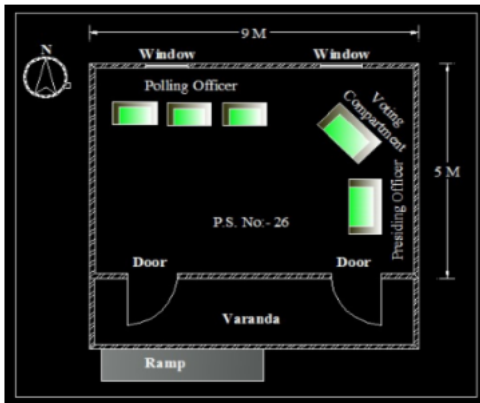 9 M
N
Window
Window
Polling Officer
Voting
Compartment
5 M
Presiding Officer
P.S. No:- 26
Door
Door
Varanda
Ramp